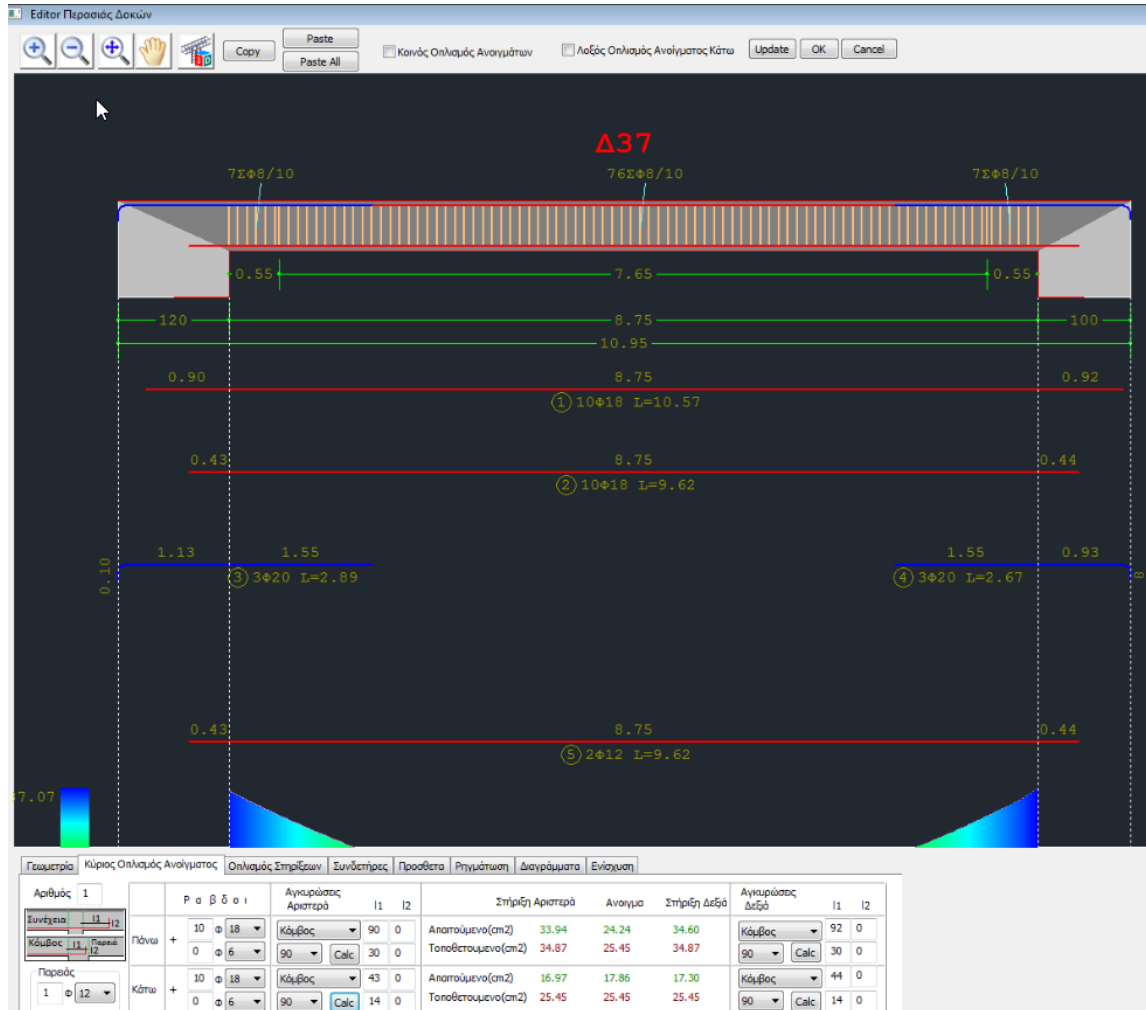 Editor Περασιάς Δοκών
Copy
Paste
Paste All
Κοινός Οπλισμός Ανοιγμάτων
Λοξός Οπλισμός Ανοίγματος Κάτω
Update
OK
Cancel
Δ37
7ΣΦ8/10 76ΣΦ8/10 7ΣΦ8/10
0.55 7.65 0.55
120 8.75 100
10.95
0.90 8.75 0.92
1 10Φ18 L=10.57
0.43 8.75 0.44
2 10Φ18 L=9.62
1.13 1.55 1.55 0.93
0.10
3 3Φ20 L=2.89 4 3Φ20 L=2.67
0.43 8.75 0.44
5 2Φ12 L=9.62
37.07
Γεωμετρία Κύριος Οπλισμός Ανοίγματος Οπλισμός Στηρίξεων Συνδετήρες Προσθετα Ρηγμάτωση Διαγράμματα Ενίσχυση
Αριθμός 1
Ραβδοι
Αγκυρώσεις Αριστερά l1 l2
Στήριξη Αριστερά Ανοιγμα Στήριξη Δεξιά
Αγκυρώσεις Δεξιά l1 l2
Συνέχεια l1 l2
Κόμβος l1 Παρειά l2
Πάνω + 10 Φ 18 Κόμβος 90 0 Απαιτούμενο(cm2) 33.94 24.24 34.60 Κόμβος 92 0
0 Φ 6 90 Calc 30 0 Τοποθετουμενο(cm2) 34.87 25.45 34.87 90 Calc 30 0
Παρειάς
1 Φ 12
Κάτω + 10 Φ 18 Κόμβος 43 0 Απαιτούμενο(cm2) 16.97 17.86 17.30 Κόμβος 44 0
0 Φ 6 90 Calc 14 0 Τοποθετουμενο(cm2) 25.45 25.45 25.45 90 Calc 14 0